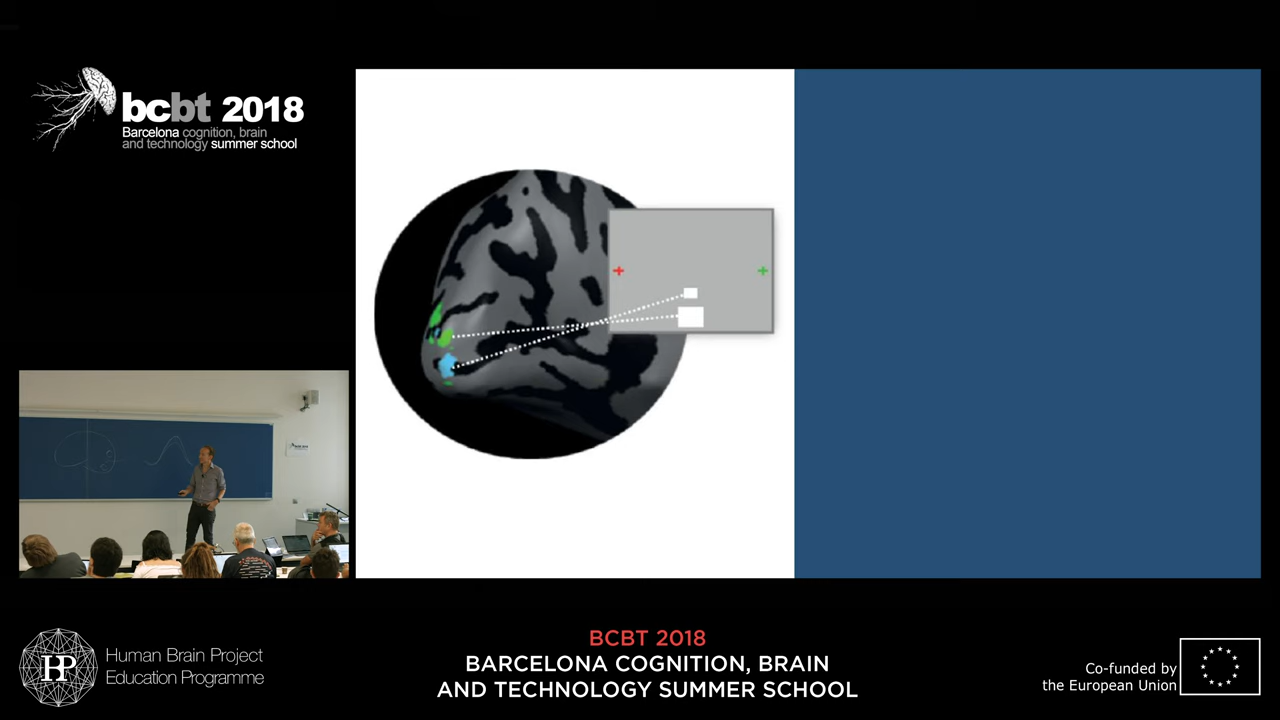 bcbt 2018
Barcelona cognition, brain
and technology summer school
HP
Human Brain Project
Education Programme
BCBT 2018
BARCELONA COGNITION, BRAIN
AND TECHNOLOGY SUMMER SCHOOL
Co-funded by
the European Union